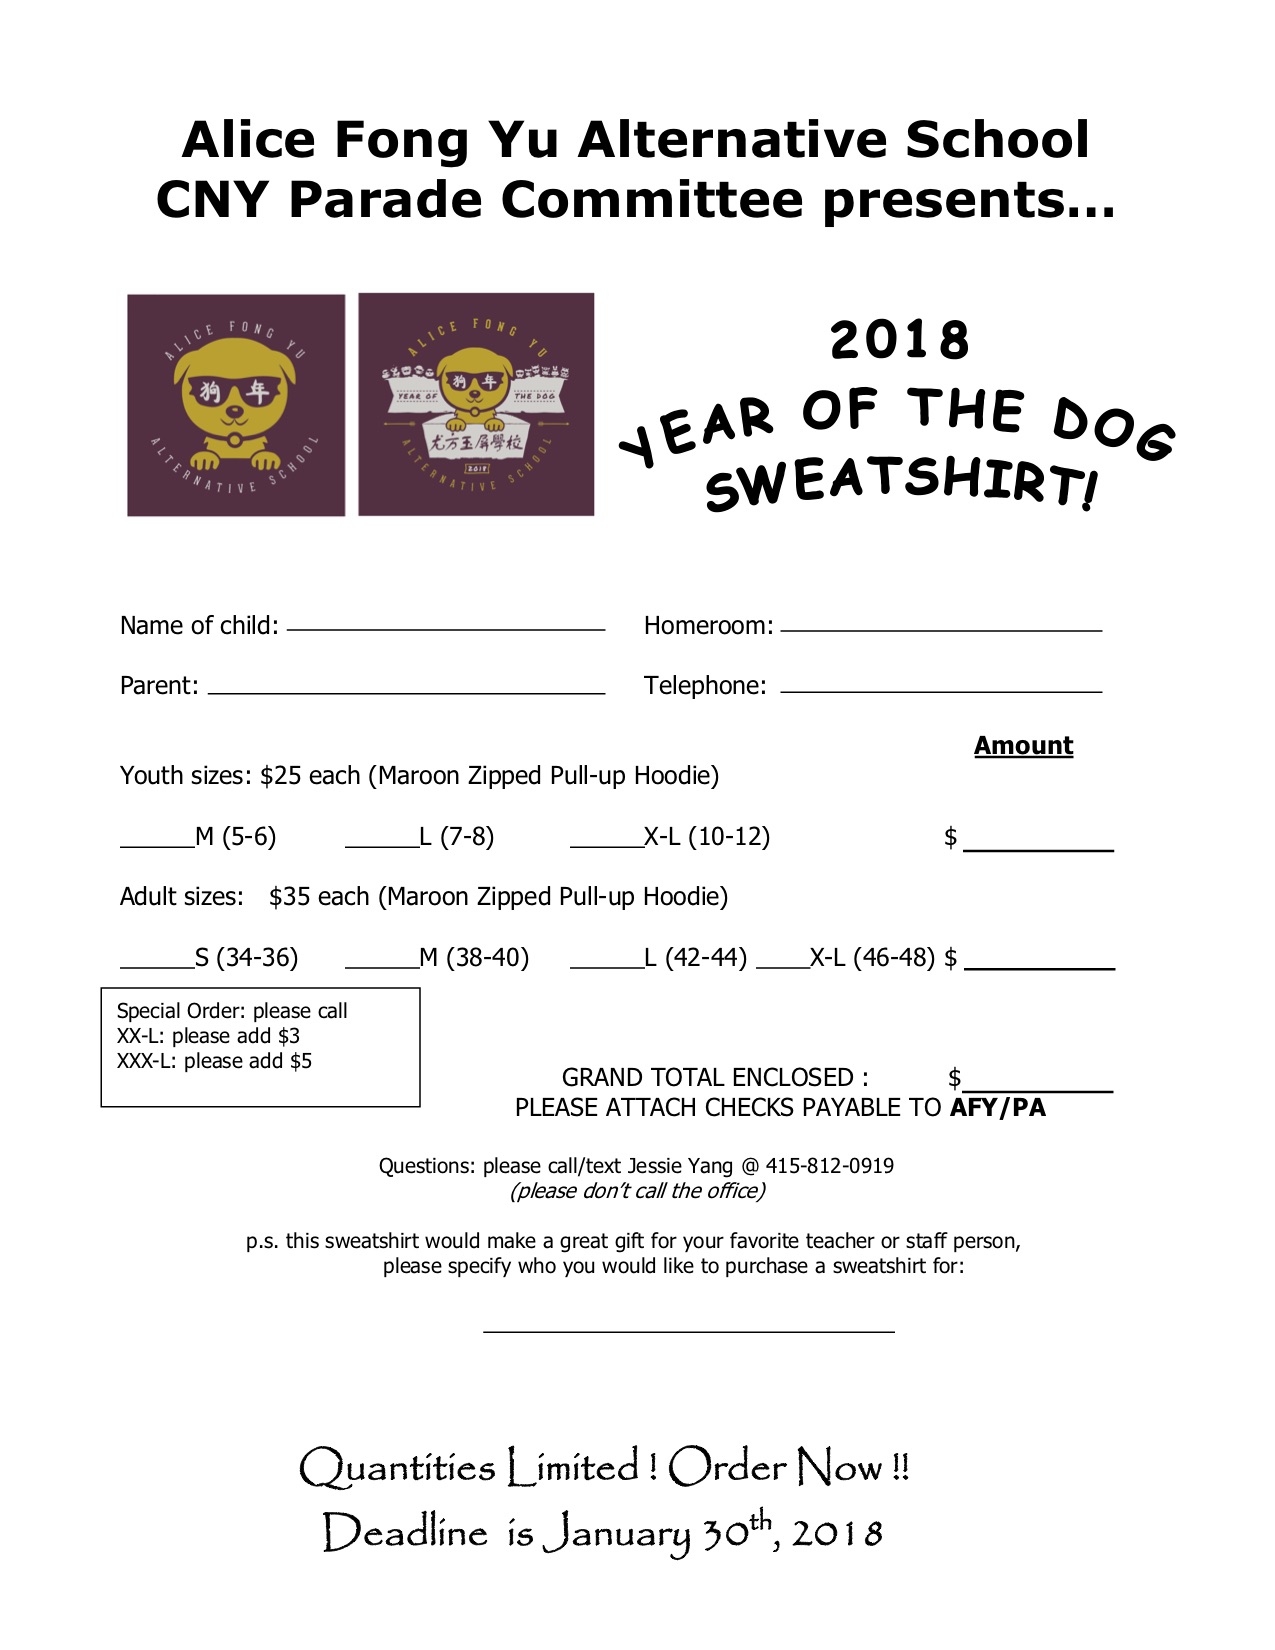 Alice Fong Yu Alternative School
CNY Parade Committee presents...
ALICE FONG YU
狗 年
ALTERNATIVE SCHOOL
ALICE FONG YU
狗 年
YEAR OF THE DOG
尤方玉屏學校
2018
ALTERNATIVE SCHOOL
2018
YEAR OF THE DOG
SWEATSHIRT!
Name of child: Homeroom:
Parent: Telephone:
Amount
Youth sizes: $25 each (Maroon Zipped Pull-up Hoodie)
______M (5-6) ______L (7-8) ______X-L (10-12) $
Adult sizes: $35 each (Maroon Zipped Pull-up Hoodie)
______S (34-36) ______M (38-40) ______L (42-44) ____X-L (46-48) $
Special Order: please call
XX-L: please add $3
XXX-L: please add $5
GRAND TOTAL ENCLOSED : $
PLEASE ATTACH CHECKS PAYABLE TO AFY/PA
Questions: please call/text Jessie Yang @ 415-812-0919
(please don't call the office)
p.s. this sweatshirt would make a great gift for your favorite teacher or staff person,
please specify who you would like to purchase a sweatshirt for:
Quantities Limited ! Order Now !!
Deadline is January 30th, 2018